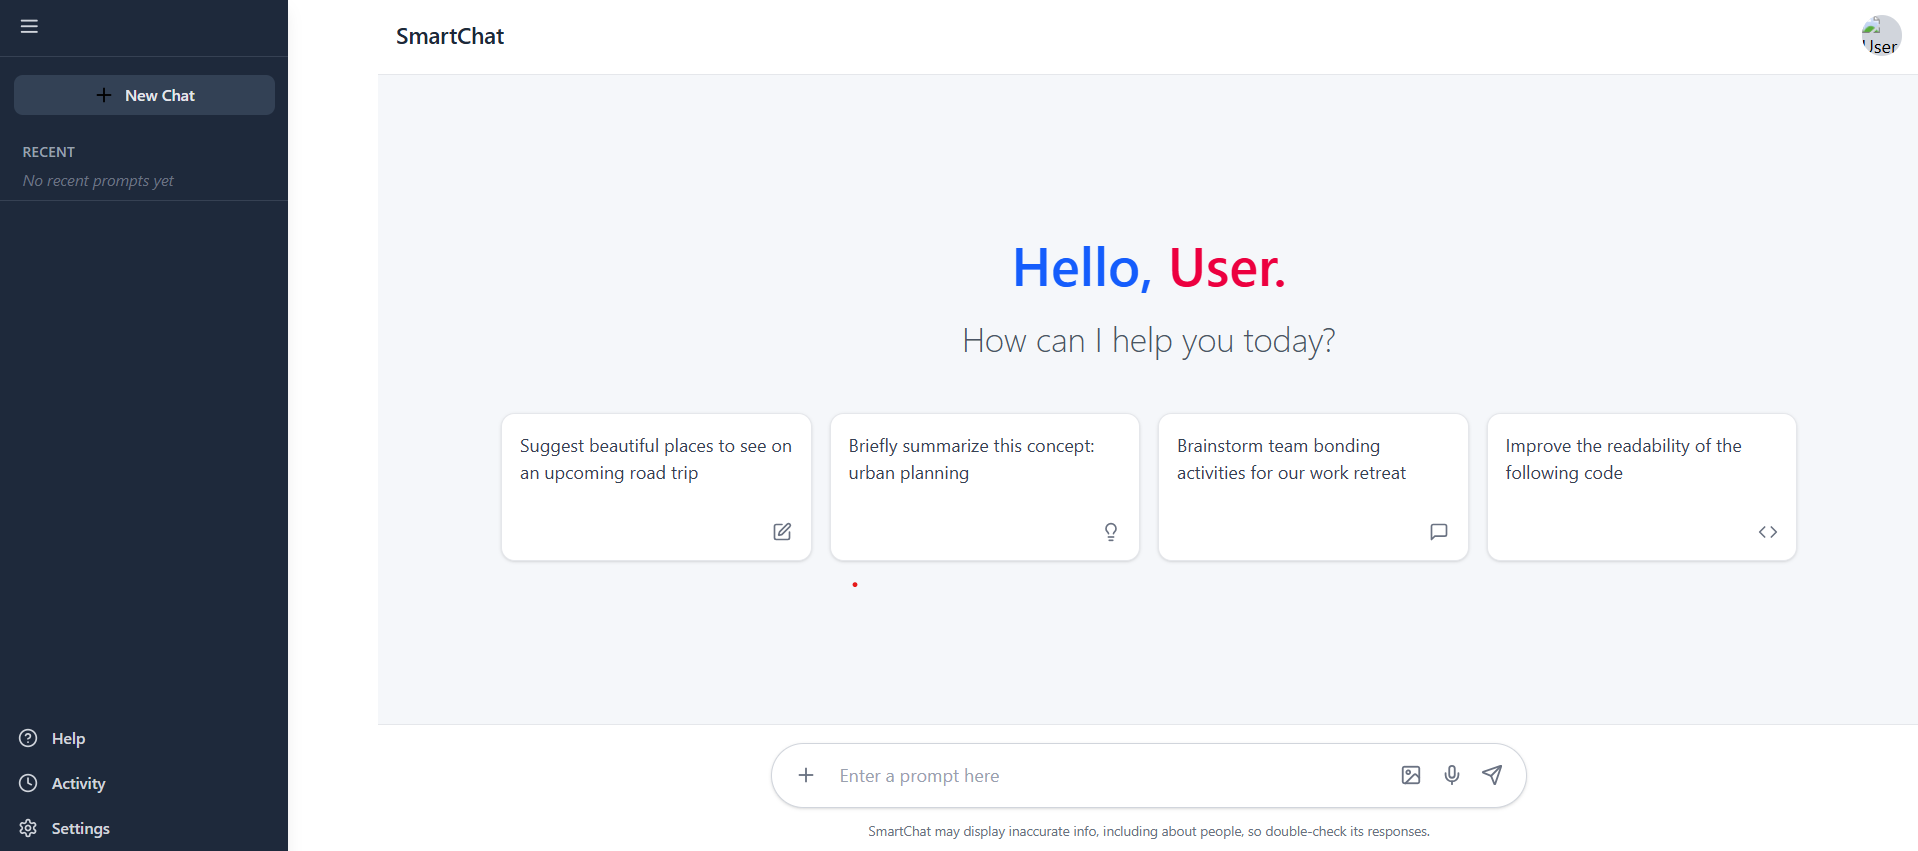 SmartChat
User
New Chat
RECENT
No recent prompts yet
Hello, User.
How can I help you today?
Suggest beautiful places to see on
an upcoming road trip
Briefly summarize this concept:
urban planning
Brainstorm team bonding
activities for our work retreat
Improve the readability of the
following code
Help
Activity
Settings
Enter a prompt here
SmartChat may display inaccurate info, including about people, so double-check its responses.